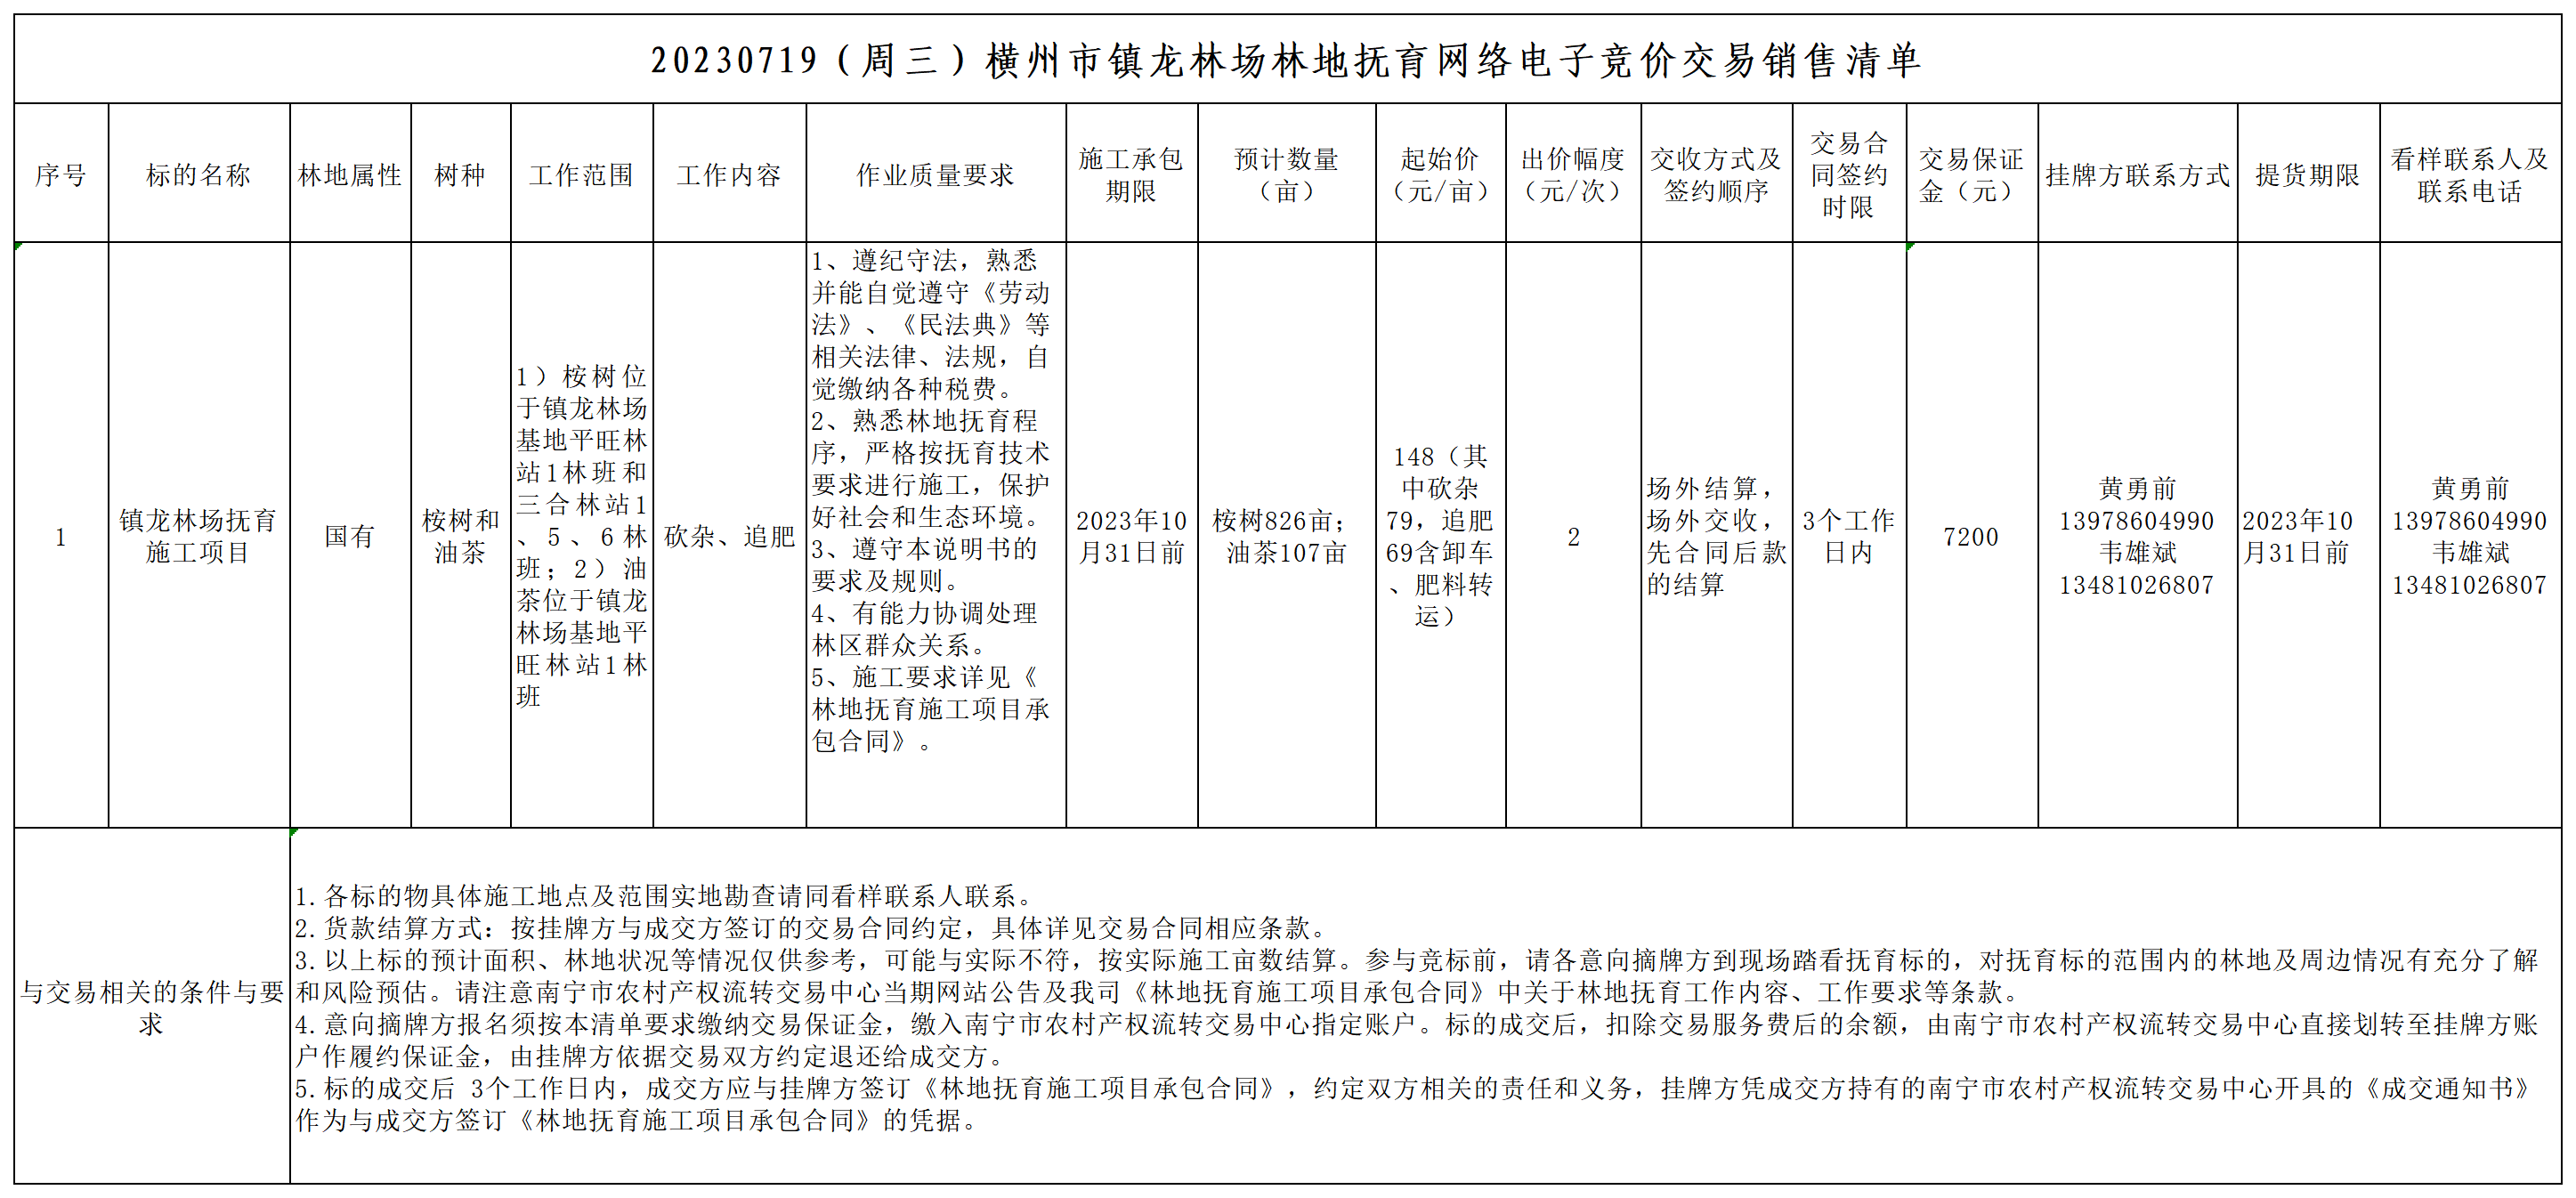 20230719（周三）横州市镇龙林场林地抚育网络电子竞价交易销售清单
序号
标的名称
林地属性
树种
工作范围
工作内容
作业质量要求
施工承包
期限
预计数量
（亩）
起始价
（元/亩）
出价幅度
（元/次）
交收方式及
签约顺序
交易合
同签约
时限
交易保证
金（元）
挂牌方联系方式
提货期限
看样联系人及
联系电话
1
镇龙林场抚育
施工项目
国有
桉树和
油茶
1）桉树位
于镇龙林场
基地平旺林
站1林班和
三合林站1
、5、6林
班；2）油
茶位于镇龙
林场基地平
旺林站1林
班
砍杂、追肥
1、遵纪守法，熟悉
并能自觉遵守《劳动
法》、《民法典》等
相关法律、法规，自
觉缴纳各种税费。
2、熟悉林地抚育程
序，严格按抚育技术
要求进行施工，保护
好社会和生态环境。
3、遵守本说明书的
要求及规则。
4、有能力协调处理
林区群众关系。
5、施工要求详见《
林地抚育施工项目承
包合同》。
2023年10
月31日前
桉树826亩；
油茶107亩
148（其
中砍杂
79，追肥
69含卸车
、肥料转
运）
2
场外结算，
场外交收，
先合同后款
的结算
3个工作
日内
7200
黄勇前
13978604990
韦雄斌
13481026807
2023年10
月31日前
黄勇前
13978604990
韦雄斌
13481026807
与交易相关的条件与要
求
1.各标的物具体施工地点及范围实地勘查请同看样联系人联系。
2.货款结算方式：按挂牌方与成交方签订的交易合同约定，具体详见交易合同相应条款。
3.以上标的预计面积、林地状况等情况仅供参考，可能与实际不符，按实际施工亩数结算。参与竞标前，请各意向摘牌方到现场踏看抚育标的，对抚育标的范围内的林地及周边情况有充分了解
和风险预估。请注意南宁市农村产权流转交易中心当期网站公告及我司《林地抚育施工项目承包合同》中关于林地抚育工作内容、工作要求等条款。
4.意向摘牌方报名须按本清单要求缴纳交易保证金，缴入南宁市农村产权流转交易中心指定账户。标的成交后，扣除交易服务费后的余额，由南宁市农村产权流转交易中心直接划转至挂牌方账
户作履约保证金，由挂牌方依据交易双方约定退还给成交方。
5.标的成交后 3个工作日内，成交方应与挂牌方签订《林地抚育施工项目承包合同》，约定双方相关的责任和义务，挂牌方凭成交方持有的南宁市农村产权流转交易中心开具的《成交通知书》
作为与成交方签订《林地抚育施工项目承包合同》的凭据。